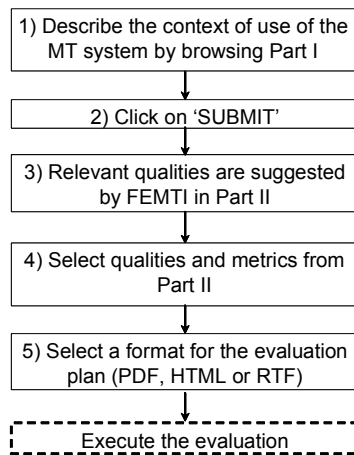 1) Describe the context of use of the
MT system by browsing Part I
2) Click on ‘SUBMIT’
3) Relevant qualities are suggested
by FEMTI in Part II
4) Select qualities and metrics from
Part II
5) Select a format for the evaluation
plan (PDF, HTML or RTF)
Execute the evaluation